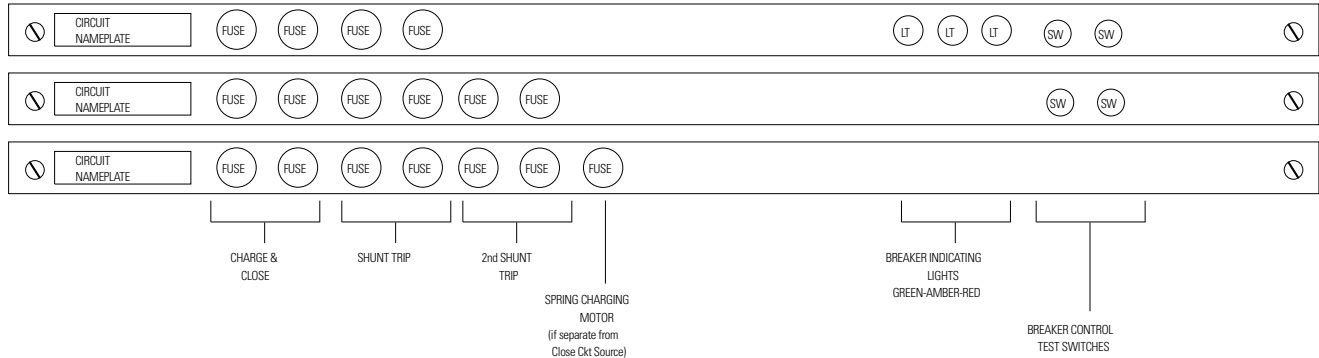 CIRCUIT
NAMEPLATE
FUSE FUSE FUSE FUSE LT LT LT SW SW
CIRCUIT
NAMEPLATE
FUSE FUSE FUSE FUSE FUSE FUSE SW SW
CIRCUIT
NAMEPLATE
FUSE FUSE FUSE FUSE FUSE FUSE FUSE
CHARGE &
CLOSE
SHUNT TRIP
2nd SHUNT
TRIP
SPRING CHARGING
MOTOR
(if separate from
Close Ckt Source)
BREAKER INDICATING
LIGHTS
GREEN-AMBER-RED
BREAKER CONTROL
TEST SWITCHES